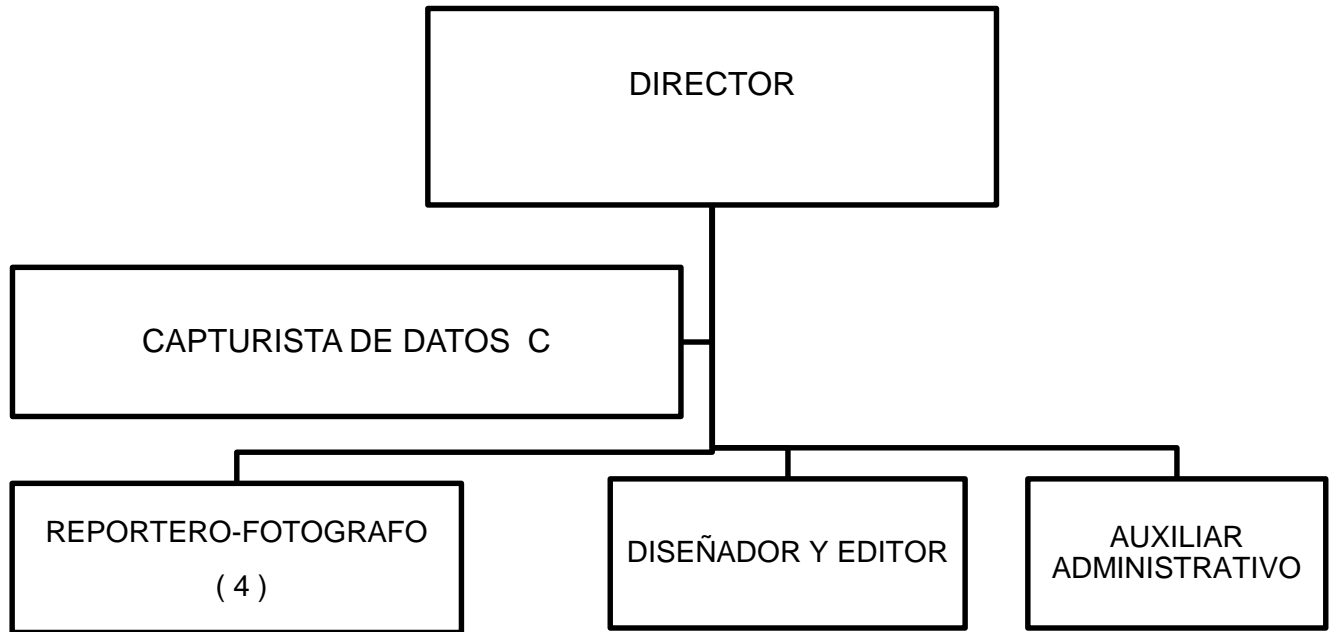 DIRECTOR
CAPTURISTA DE DATOS C
REPORTERO-FOTOGRAFO
( 4 )
DISEÑADOR Y EDITOR
AUXILIAR
ADMINISTRATIVO